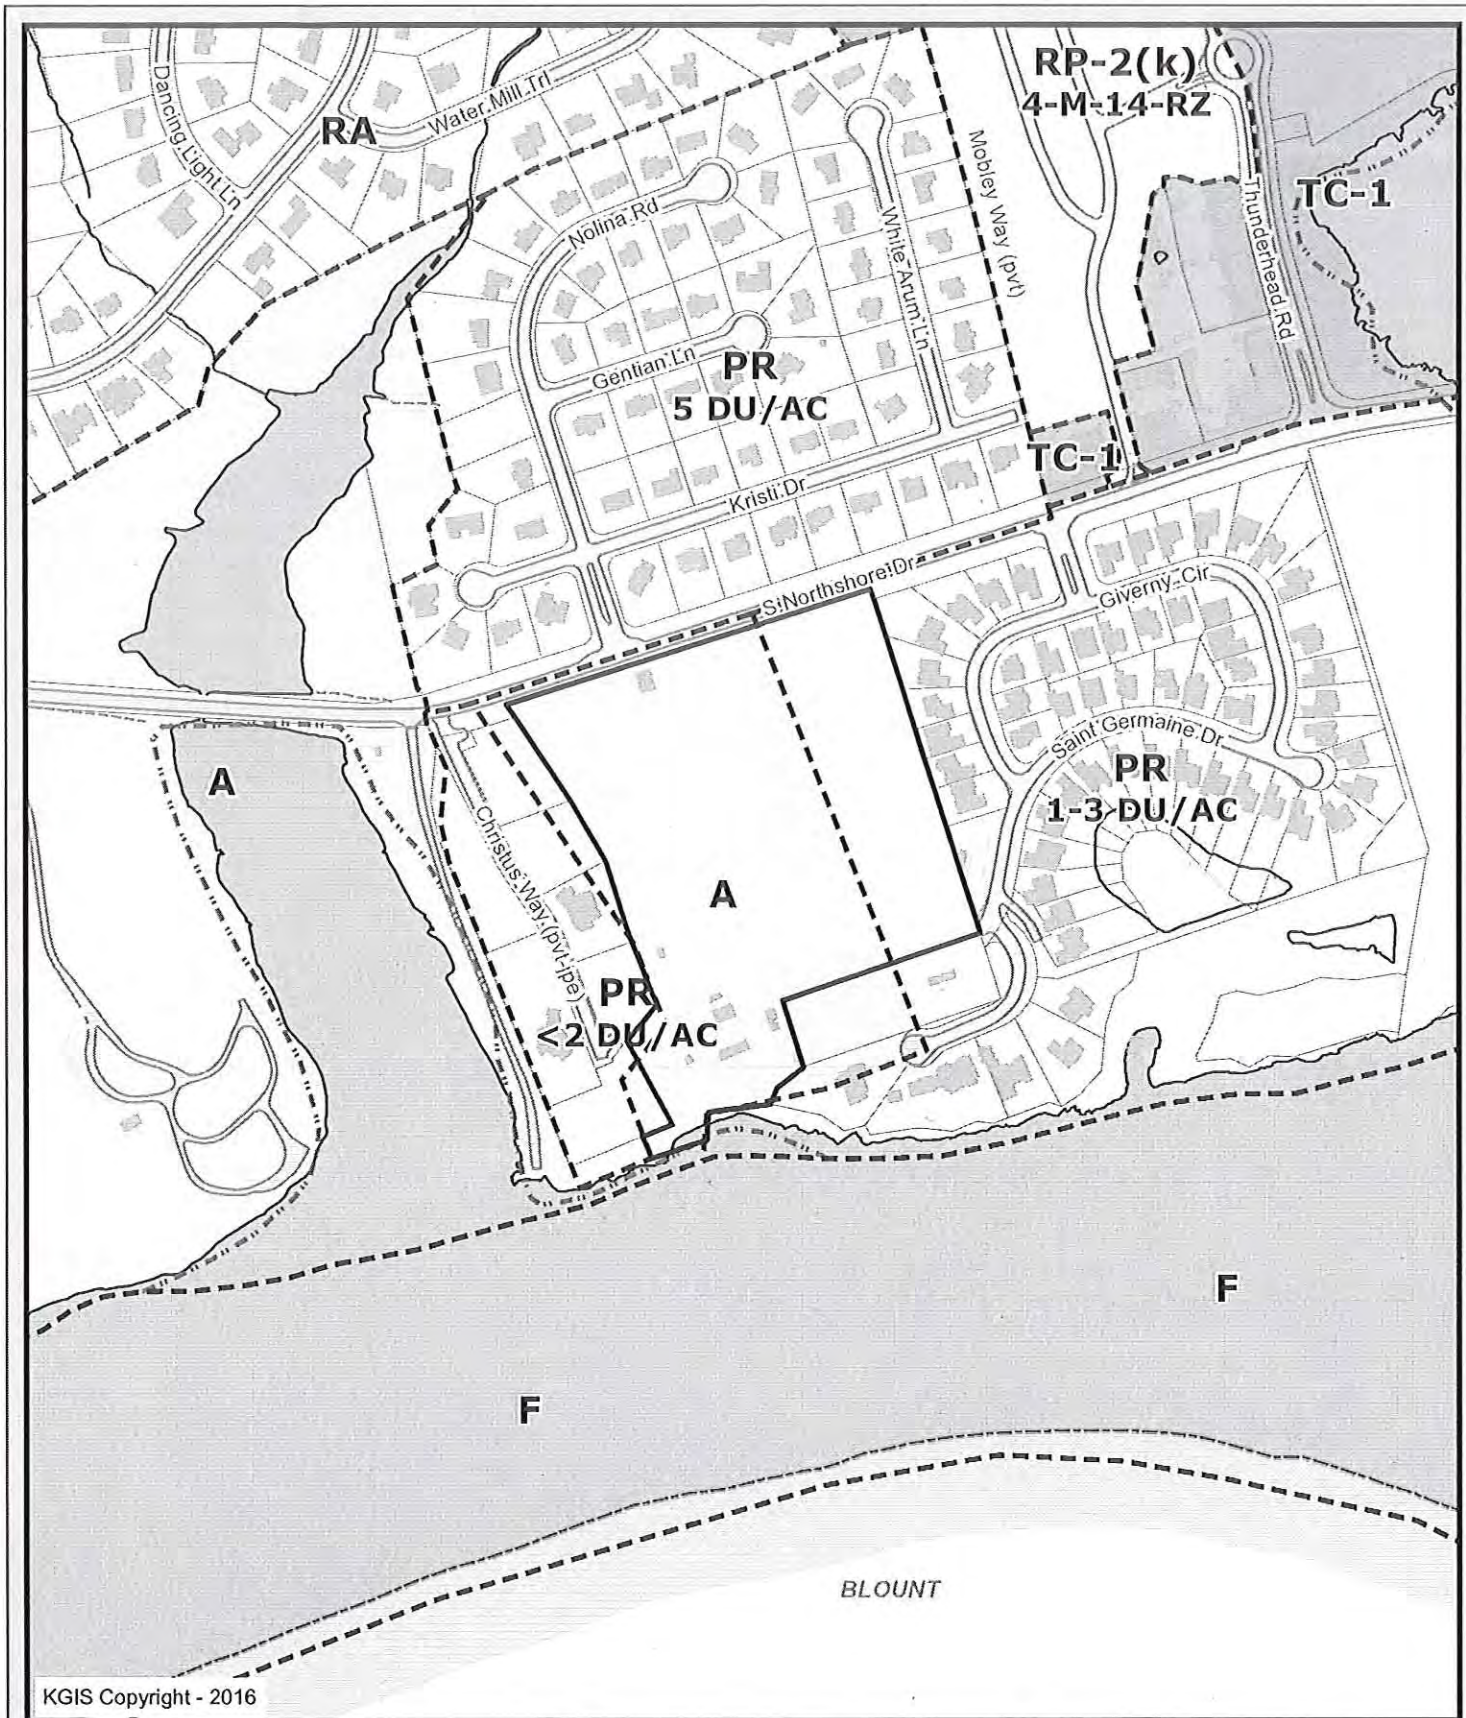 RP-2(k)
4-M-14-RZ
Dancing Light Ln
RA
Water Mill Trl
Mobley Way (pvt)
TC-1
Thunderhead Rd
Nolina Rd
White Arum Ln
Gentian Ln
PR
5 DU/AC
TC-1
Kristi Dr
S Northshore Dr
Giverny Cir
Saint Germaine Dr
PR
1-3 DU/AC
A
Christus Way (pvt-jpe)
A
PR
<2 DU/AC
F
F
BLOUNT
KGIS Copyright - 2016